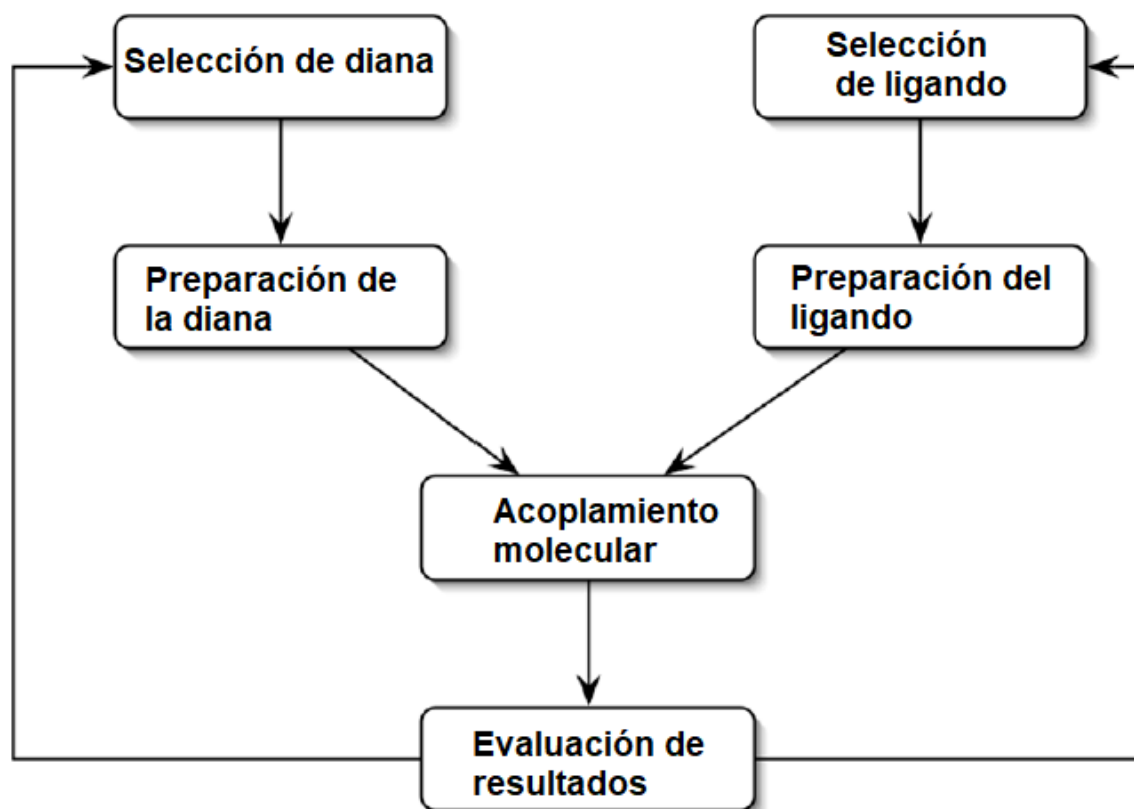 Selección de diana
Selección
de ligando
Preparación de
la diana
Preparación del
ligando
Acoplamiento
molecular
Evaluación de
resultados